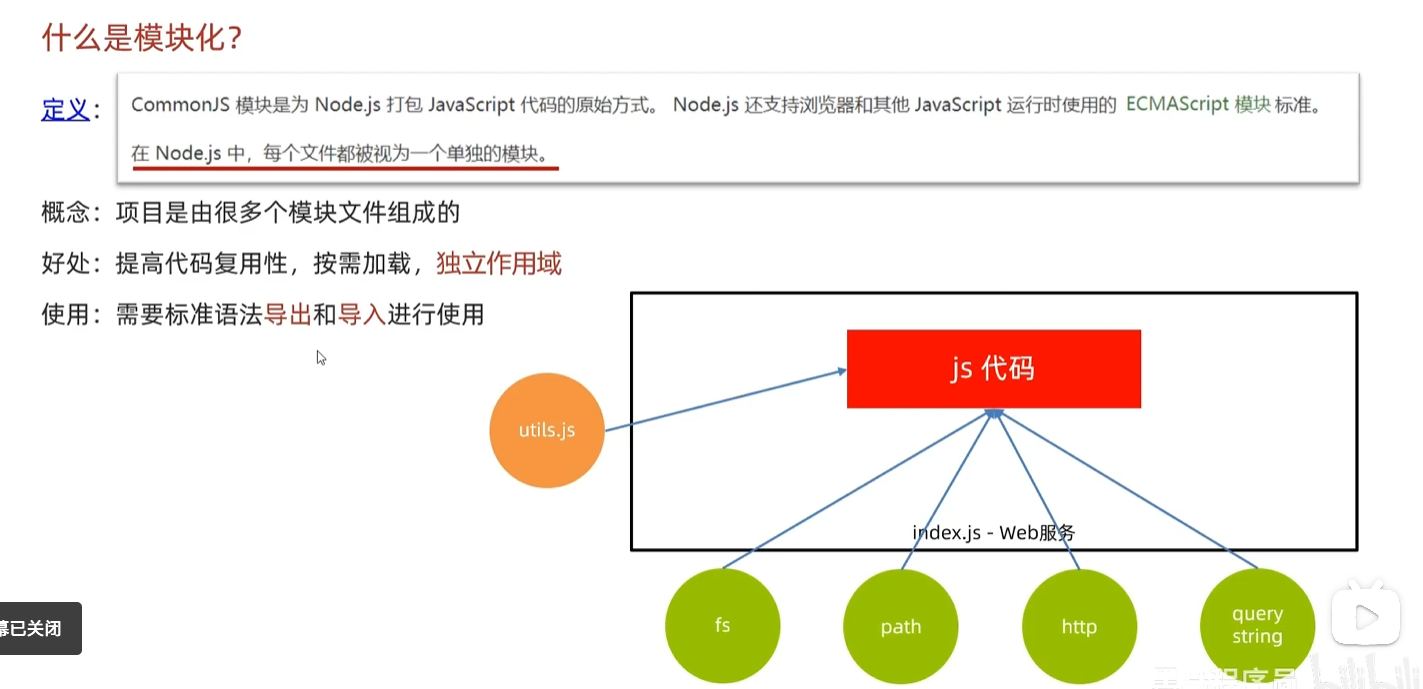 什么是模块化？
定义：
CommonJS 模块是为 Node.js 打包 JavaScript 代码的原始方式。 Node.js 还支持浏览器和其他 JavaScript 运行时使用的 ECMAScript 模块标准。
在 Node.js 中，每个文件都被视为一个单独的模块。
概念：项目是由很多个模块文件组成的
好处：提高代码复用性，按需加载，独立作用域
使用：需要标准语法导出和导入进行使用
js 代码
utils.js
index.js - Web服务
fs
path
http
query
string
幕已关闭
程序员